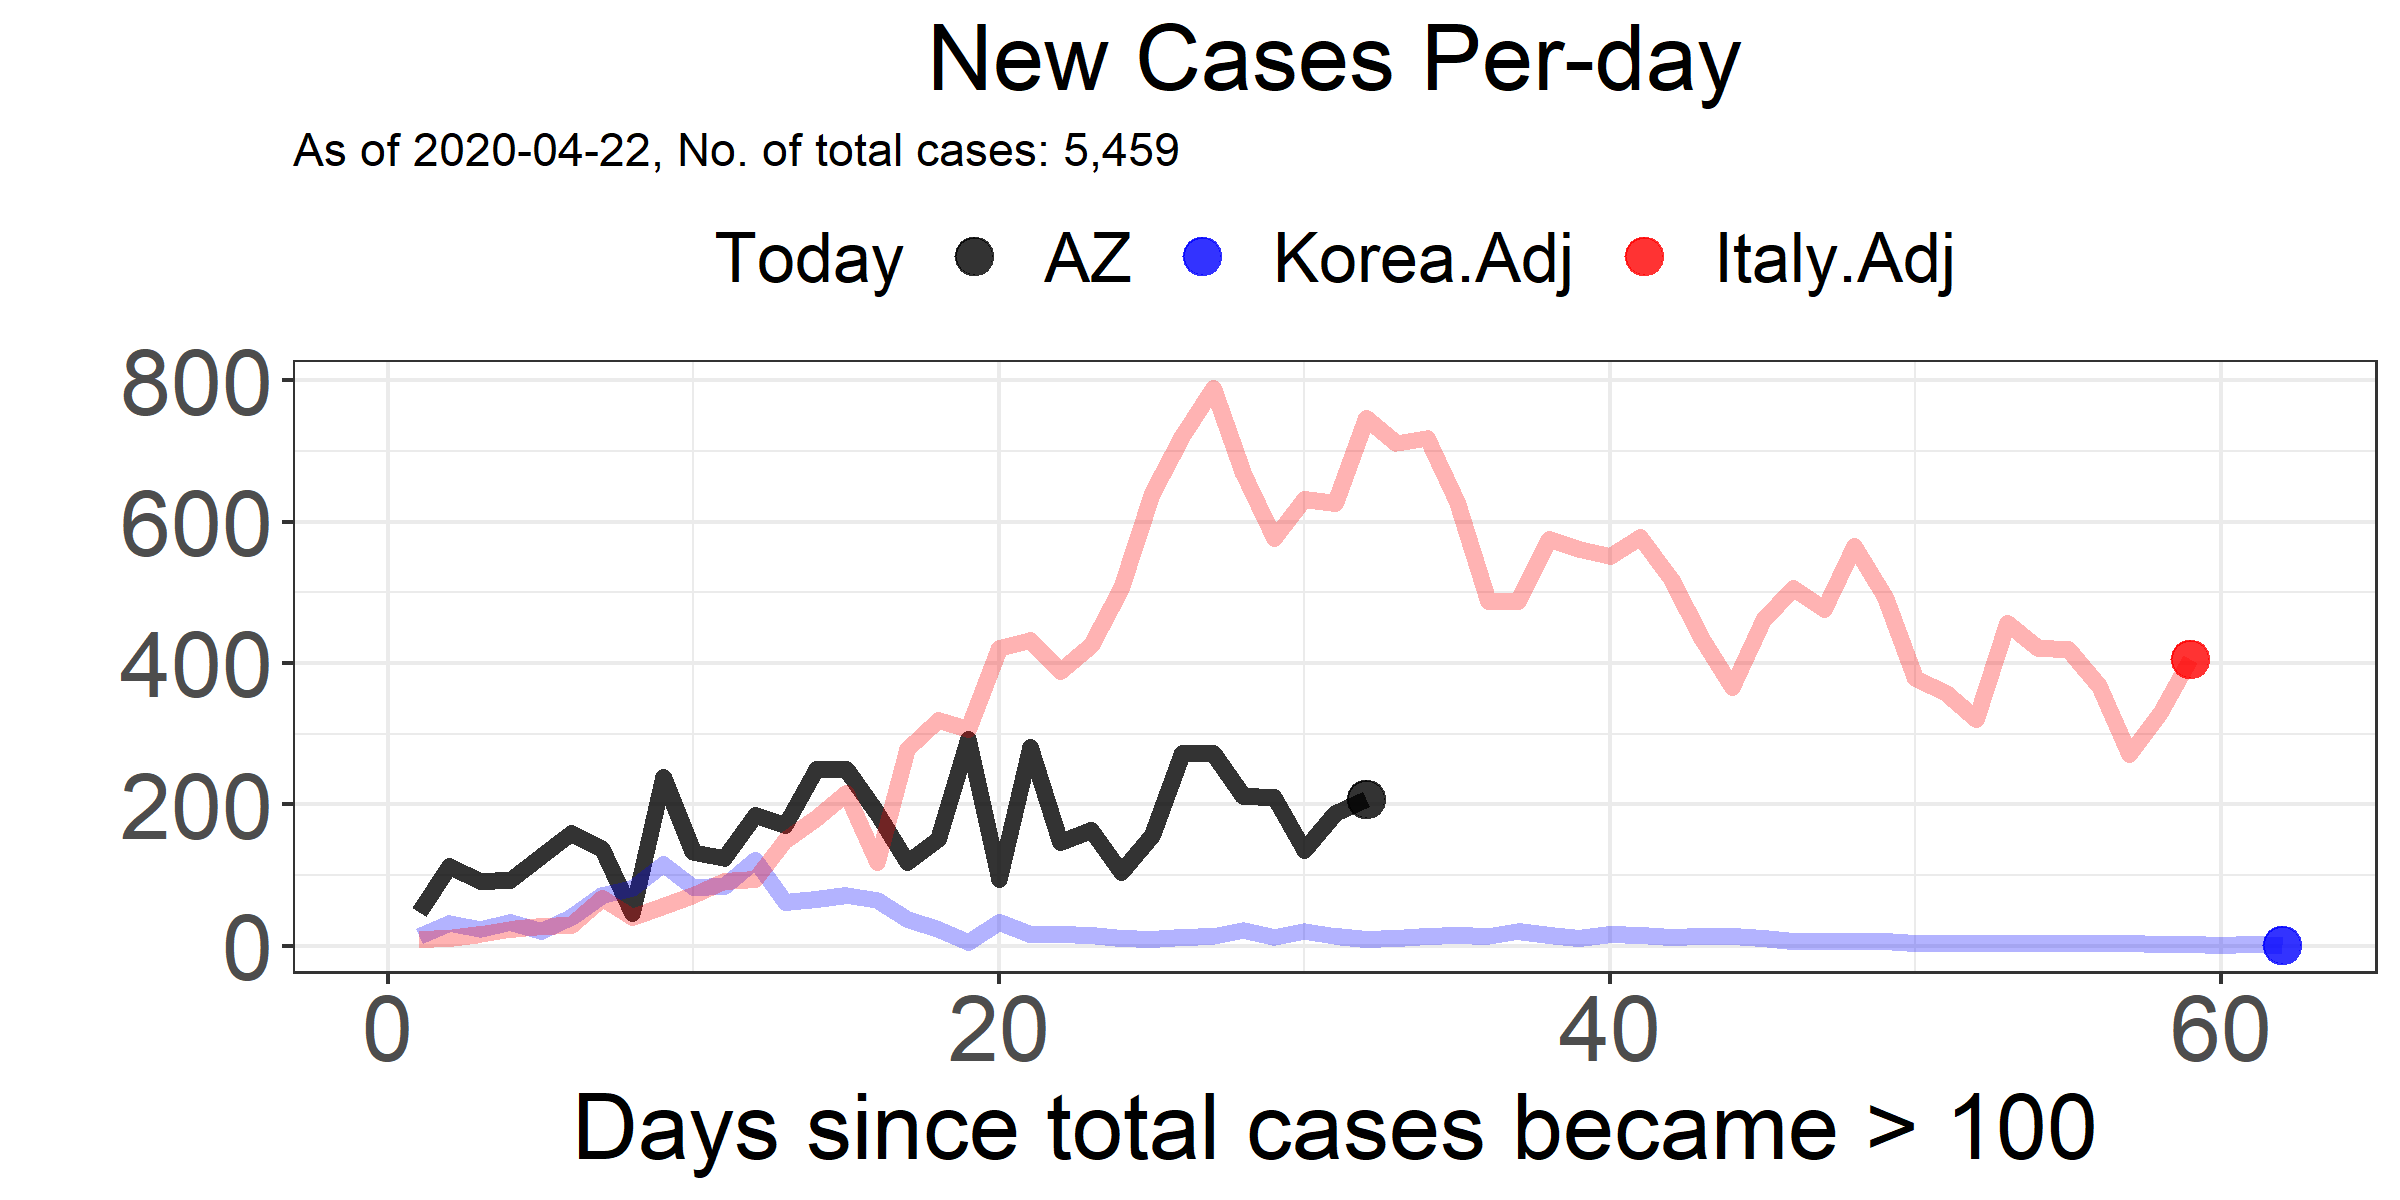 New Cases Per-day
As of 2020-04-22, No. of total cases: 5,459
Today AZ Korea.Adj Italy.Adj
800
600
400
200
0
0 20 40 60
Days since total cases became > 100